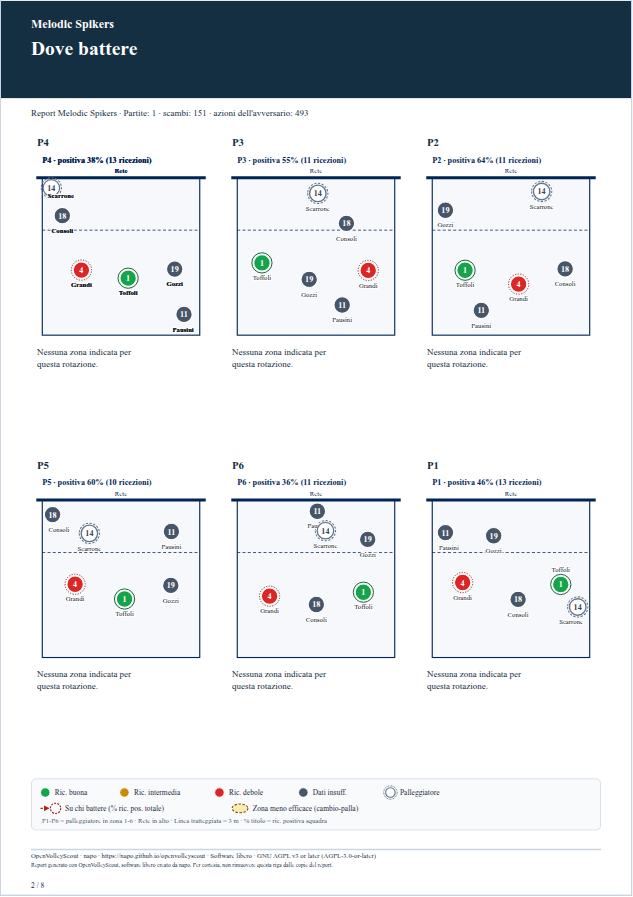 Melodic Spikers
Dove battere
Report Melodic Spikers · Partite: 1 · scambi: 151 · azioni dell'avversario: 493
P4
P4 · positiva 38% (13 ricezioni)
Rete
14
Scarrone
18
Consoli
4
Grandi
1
Toffoli
19
Gozzi
11
Pausini
Nessuna zona indicata per
questa rotazione.
P3
P3 · positiva 55% (11 ricezioni)
Rete
14
Scarrone
18
Consoli
1
Toffoli
19
Gozzi
4
Grandi
11
Pausini
Nessuna zona indicata per
questa rotazione.
P2
P2 · positiva 64% (11 ricezioni)
Rete
14
Scarrone
19
Gozzi
1
Toffoli
4
Grandi
18
Consoli
11
Pausini
Nessuna zona indicata per
questa rotazione.
P5
P5 · positiva 60% (10 ricezioni)
Rete
18
Consoli
14
Scarrone
11
Pausini
4
Grandi
1
Toffoli
19
Gozzi
Nessuna zona indicata per
questa rotazione.
P6
P6 · positiva 36% (11 ricezioni)
Rete
11
14
Scarrone
19
Gozzi
4
Grandi
18
Consoli
1
Toffoli
Nessuna zona indicata per
questa rotazione.
P1
P1 · positiva 46% (13 ricezioni)
Rete
11
Pausini
19
Gozzi
4
Grandi
18
Consoli
Toffoli
1
14
Scarrone
Nessuna zona indicata per
questa rotazione.
Ric. buona
Ric. intermedia
Ric. debole
Dati insuff.
Palleggiatore
Su chi battere (% ric. pos. totale)
Zona meno efficace (cambio-palla)
P1-P6 = palleggiatore in zona 1-6 · Rete in alto · Linea tratteggiata = 3 m · % titolo = ric. positiva squadra
OpenVolleyScout · napo · https://napo.github.io/openvolleyscout · Software libero · GNU AGPL v3 or later (AGPL-3.0-or-later)
Report generato con OpenVolleyScout, software libero creato da napo. Per cortesia, non rimuovere questa riga dalle copie del report.
2 / 8